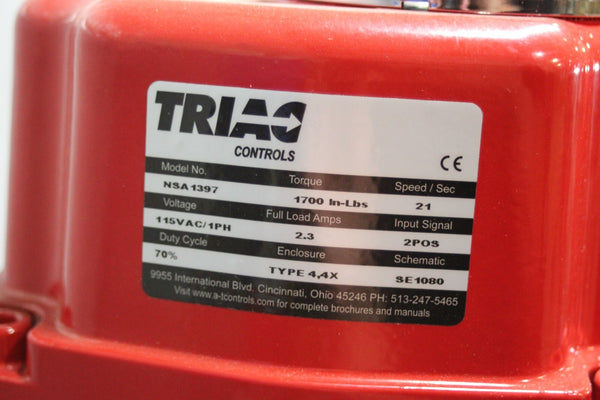 TRIAC
CONTROLS
CE
Model No. Torque Speed / Sec
NSA1397 1700 In-Lbs 21
Voltage Full Load Amps Input Signal
115VAC/1PH 2.3 2POS
Duty Cycle Enclosure Schematic
70% TYPE 4,4X SE1080
9955 International Blvd. Cincinnati, Ohio 45246 PH: 513-247-5465
Visit www.a-tcontrols.com for complete brochures and manuals